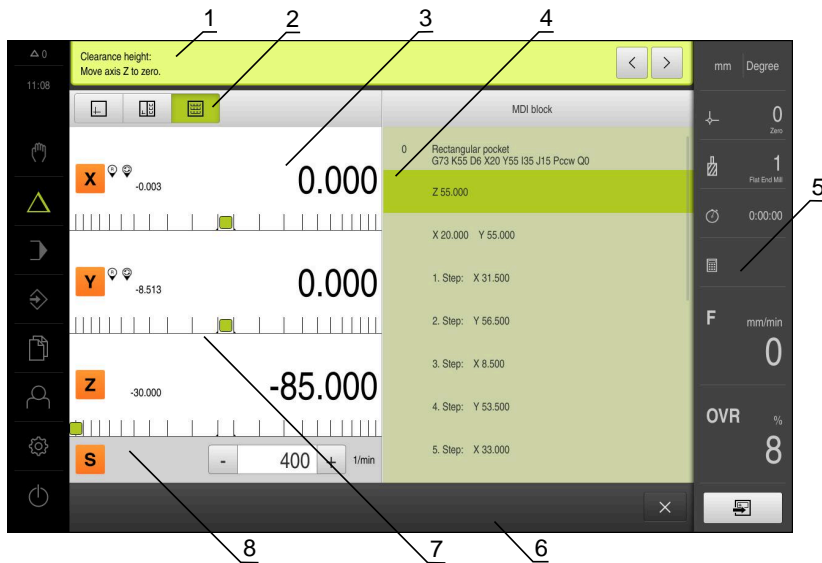 1
2
3
4
0
11:08
Clearance height:
Move axis Z to zero.
< >
mm Degree
MDI block
X
-0.003
0.000
0 Rectangular pocket
G73 K55 D6 X20 Y55 I35 J15 Pccw Q0
Z 55.000
X 20.000 Y 55.000
1. Step: X 31.500
2. Step: Y 56.500
3. Step: X 8.500
4. Step: Y 53.500
5. Step: X 33.000
Y
-8.513
0.000
Z
-30.000
-85.000
S
- 400 + 1/min
0
Zero
1
Flat End Mill
0:00:00
5
F mm/min
0
OVR %
8
8
7
6